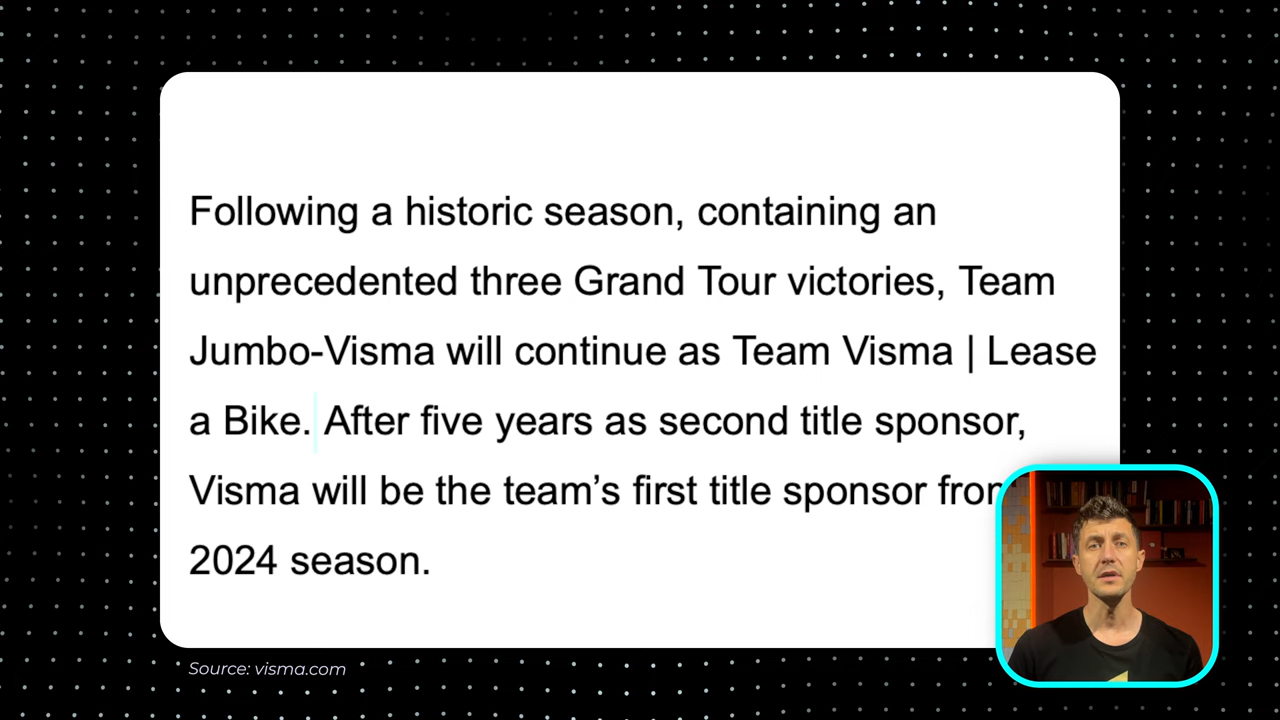 Following a historic season, containing an
unprecedented three Grand Tour victories, Team
Jumbo-Visma will continue as Team Visma | Lease
a Bike. After five years as second title sponsor,
Visma will be the team’s first title sponsor
2024 season.
Source: visma.com